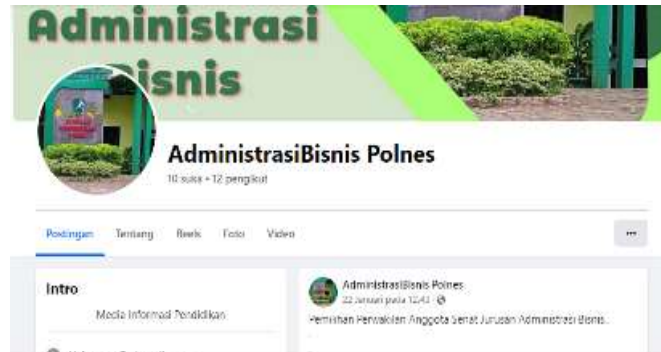 Administrasi
Bisnis
AdministrasiBisnis Polnes
10 suka • 12 pengikut
Postingan Tentang Reels Foto Video
Intro
Media Informasi Pendidikan
AdministrasiBisnis Polnes
22 Januari pada 12.43
Pemilihan Perwakilan Anggota Senat Jurusan Administrasi Bisnis..